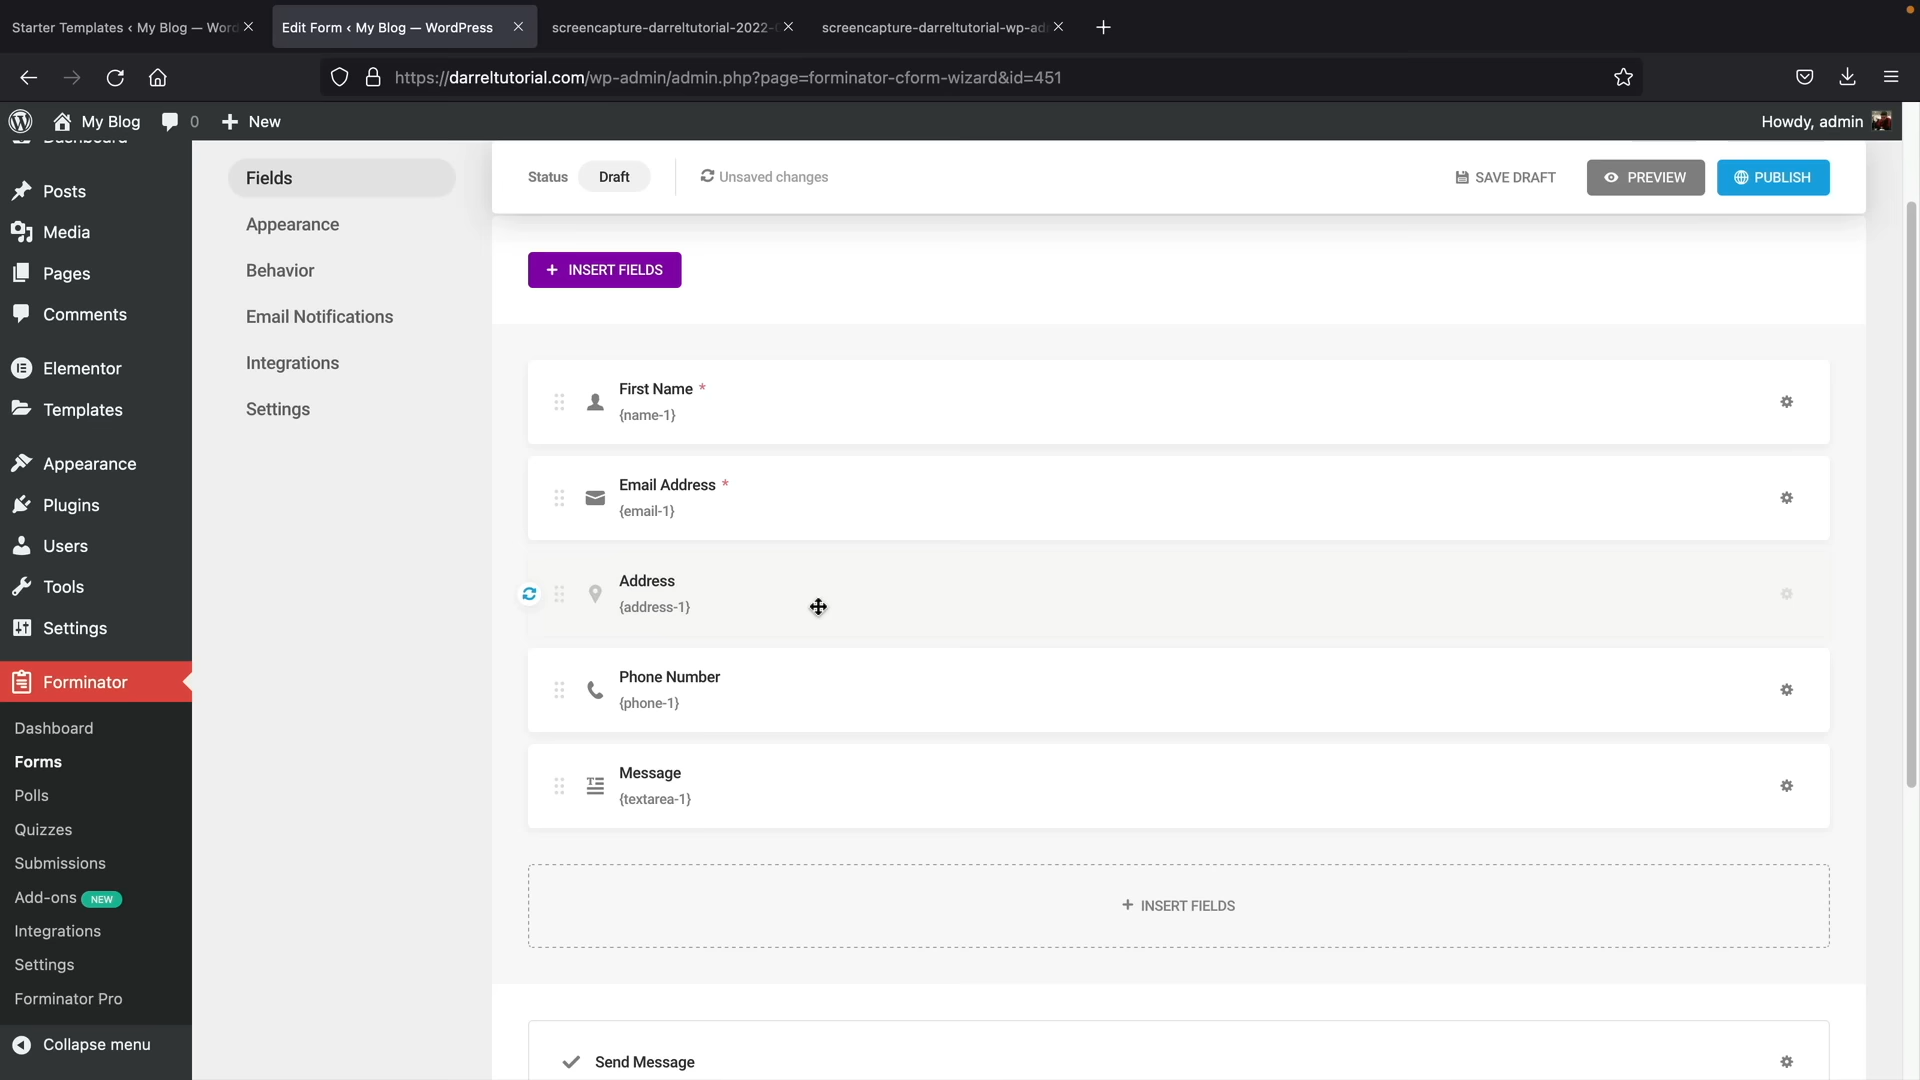 Starter Templates ‹ My Blog — Word
Edit Form ‹ My Blog — WordPress
screencapture-darreltutorial-2022-
screencapture-darreltutorial-wp-ad
https://darreltutorial.com/wp-admin/admin.php?page=forminator-cform-wizard&id=451
My Blog
0
New
Howdy, admin
Dashboard
Posts
Media
Pages
Comments
Elementor
Templates
Appearance
Plugins
Users
Tools
Settings
Forminator
Dashboard
Forms
Polls
Quizzes
Submissions
Add-ons NEW
Integrations
Settings
Forminator Pro
Collapse menu
Fields
Appearance
Behavior
Email Notifications
Integrations
Settings
Status Draft
Unsaved changes
SAVE DRAFT
PREVIEW
PUBLISH
+ INSERT FIELDS
First Name *
{name-1}
Email Address *
{email-1}
Address
{address-1}
Phone Number
{phone-1}
Message
{textarea-1}
+ INSERT FIELDS
Send Message